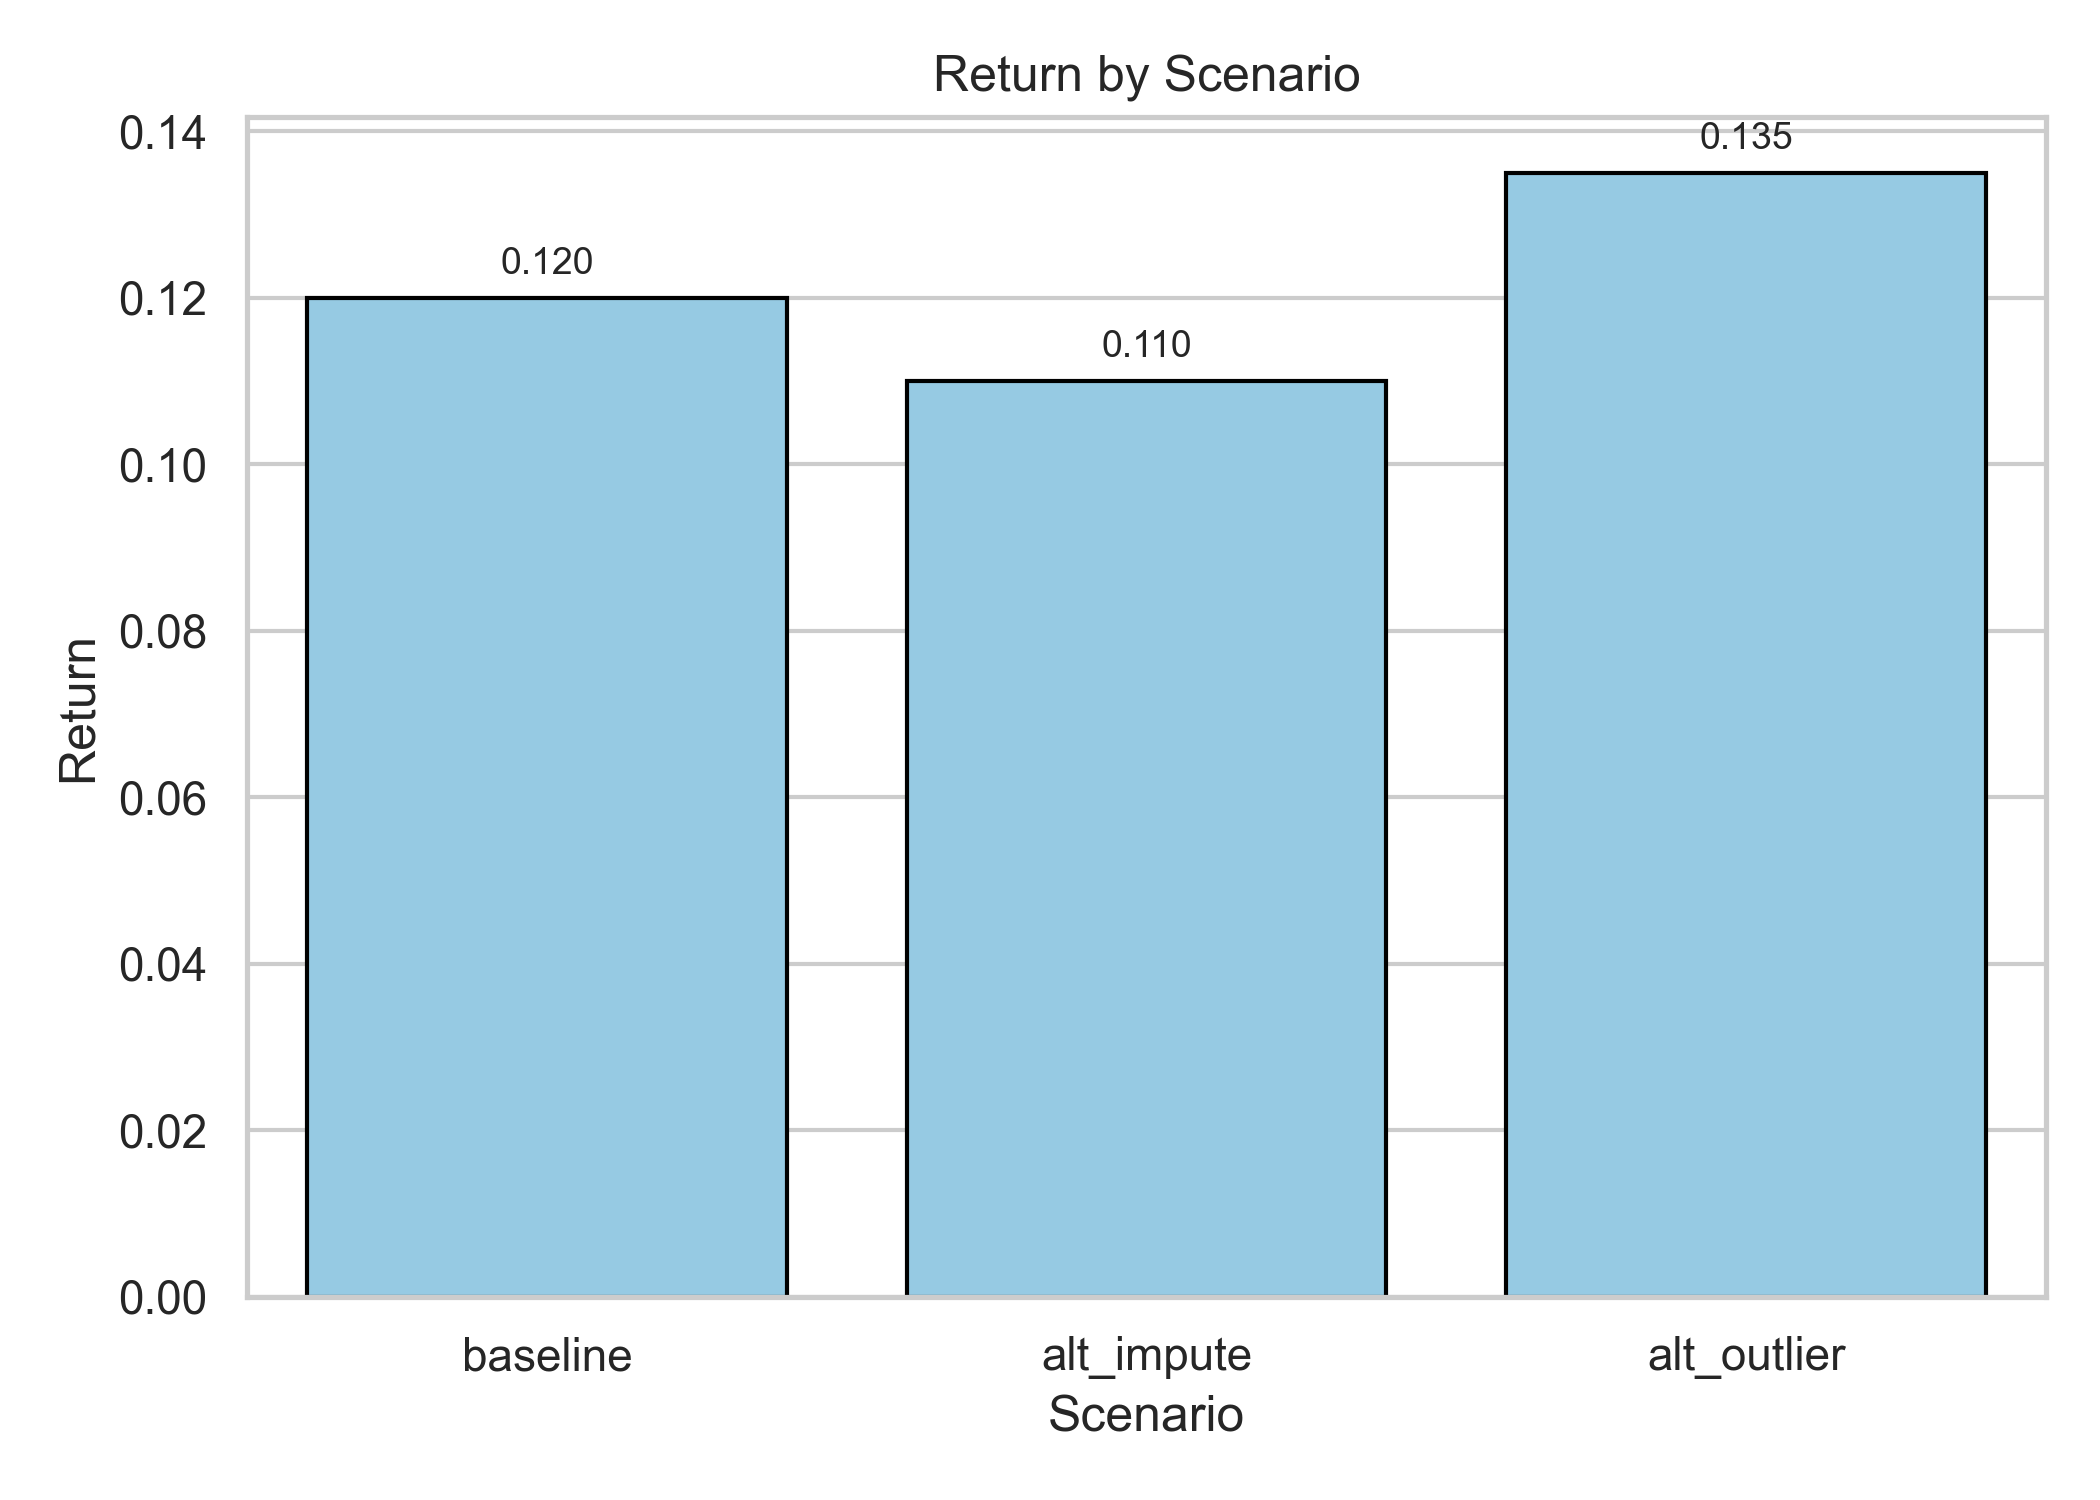 Return by Scenario
0.14
0.12
0.10
0.08
0.06
0.04
0.02
0.00
Return
0.120
0.110
0.135
baseline
alt_impute
alt_outlier
Scenario